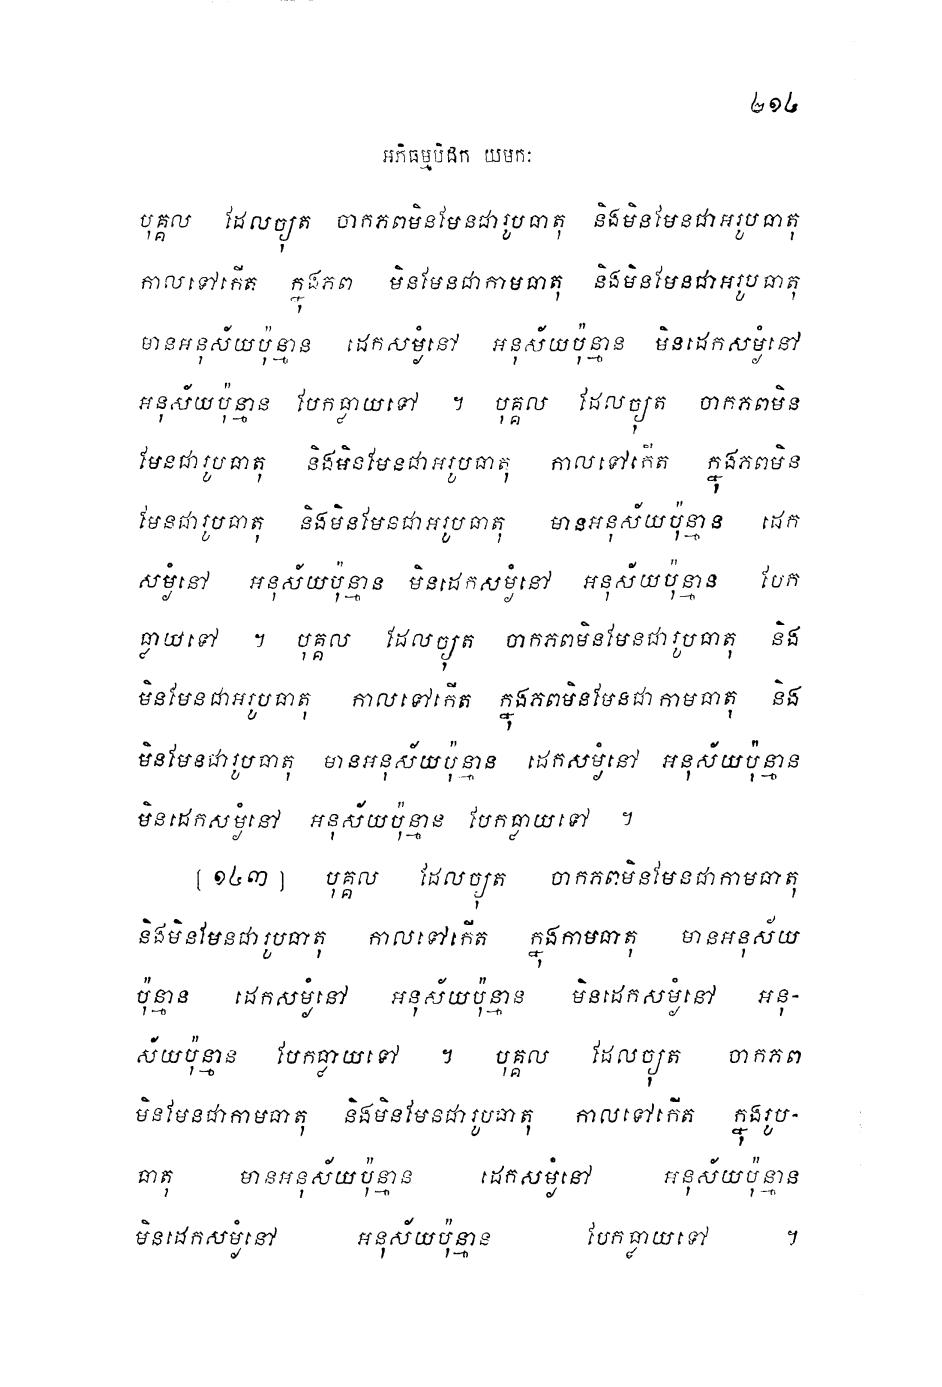 ២១៤
អភិធម្មបិដក យមកៈ
បុគ្គល ដែលច្យុត ចាកភពមិនមែនជារូបធាតុ និងមិនមែនជាអរូបធាតុ
កាលទៅកើត ក្នុងភព មិនមែនជាកាមធាតុ និងមិនមែនជាអរូបធាតុ
មានអនុស័យប៉ុន្មាន ដេកសម្ងំនៅ អនុស័យប៉ុន្មាន មិនដេកសម្ងំនៅ
អនុស័យប៉ុន្មាន បែកធ្លាយទៅ ។ បុគ្គល ដែលច្យុត ចាកភពមិន
មែនជារូបធាតុ និងមិនមែនជាអរូបធាតុ កាលទៅកើត ក្នុងភពមិន
មែនជារូបធាតុ និងមិនមែនជាអរូបធាតុ មានអនុស័យប៉ុន្មាន ដេក
សម្ងំនៅ អនុស័យប៉ុន្មាន មិនដេកសម្ងំនៅ អនុស័យប៉ុន្មាន បែក
ធ្លាយទៅ ។ បុគ្គល ដែលច្យុត ចាកភពមិនមែនជារូបធាតុ និង
មិនមែនជាអរូបធាតុ កាលទៅកើត ក្នុងភពមិនមែនជាកាមធាតុ និង
មិនមែនជារូបធាតុ មានអនុស័យប៉ុន្មាន ដេកសម្ងំនៅ អនុស័យប៉ុន្មាន
មិនដេកសម្ងំនៅ អនុស័យប៉ុន្មាន បែកធ្លាយទៅ ។
[១៤៣] បុគ្គល ដែលច្យុត ចាកភពមិនមែនជាកាមធាតុ
និងមិនមែនជារូបធាតុ កាលទៅកើត ក្នុងកាមធាតុ មានអនុស័យ
ប៉ុន្មាន ដេកសម្ងំនៅ អនុស័យប៉ុន្មាន មិនដេកសម្ងំនៅ អនុ-
ស័យប៉ុន្មាន បែកធ្លាយទៅ ។ បុគ្គល ដែលច្យុត ចាកភព
មិនមែនជាកាមធាតុ និងមិនមែនជារូបធាតុ កាលទៅកើត ក្នុងរូប-
ធាតុ មានអនុស័យប៉ុន្មាន ដេកសម្ងំនៅ អនុស័យប៉ុន្មាន
មិនដេកសម្ងំនៅ អនុស័យប៉ុន្មាន បែកធ្លាយទៅ ។